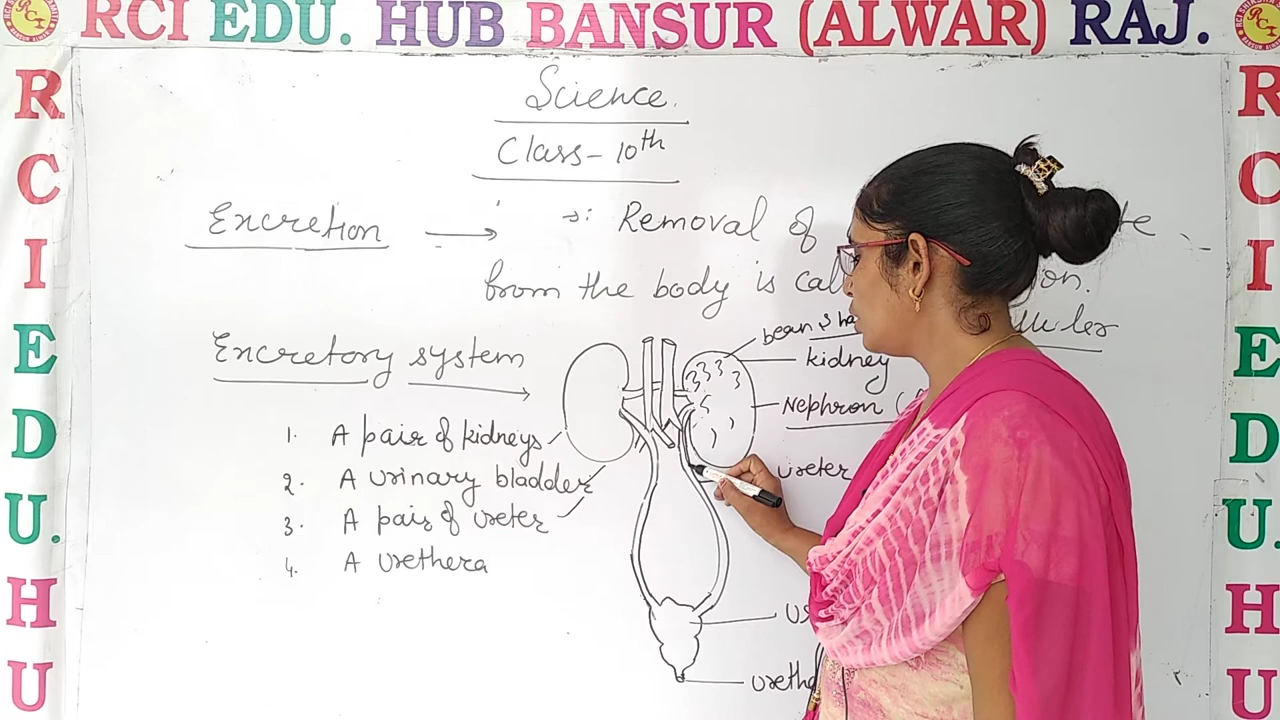 RCI EDU. HUB BANSUR (ALWAR) RAJ.
R C I E D U. H U
R C I E D U. H U
Science
Class - 10th
Excretion → Removal of
from the body is
Excretory system →
1. A pair of kidneys
2. A urinary bladder
3. A pair of ureter
4. A urethera
bean
kidney
Nephron (
ureter